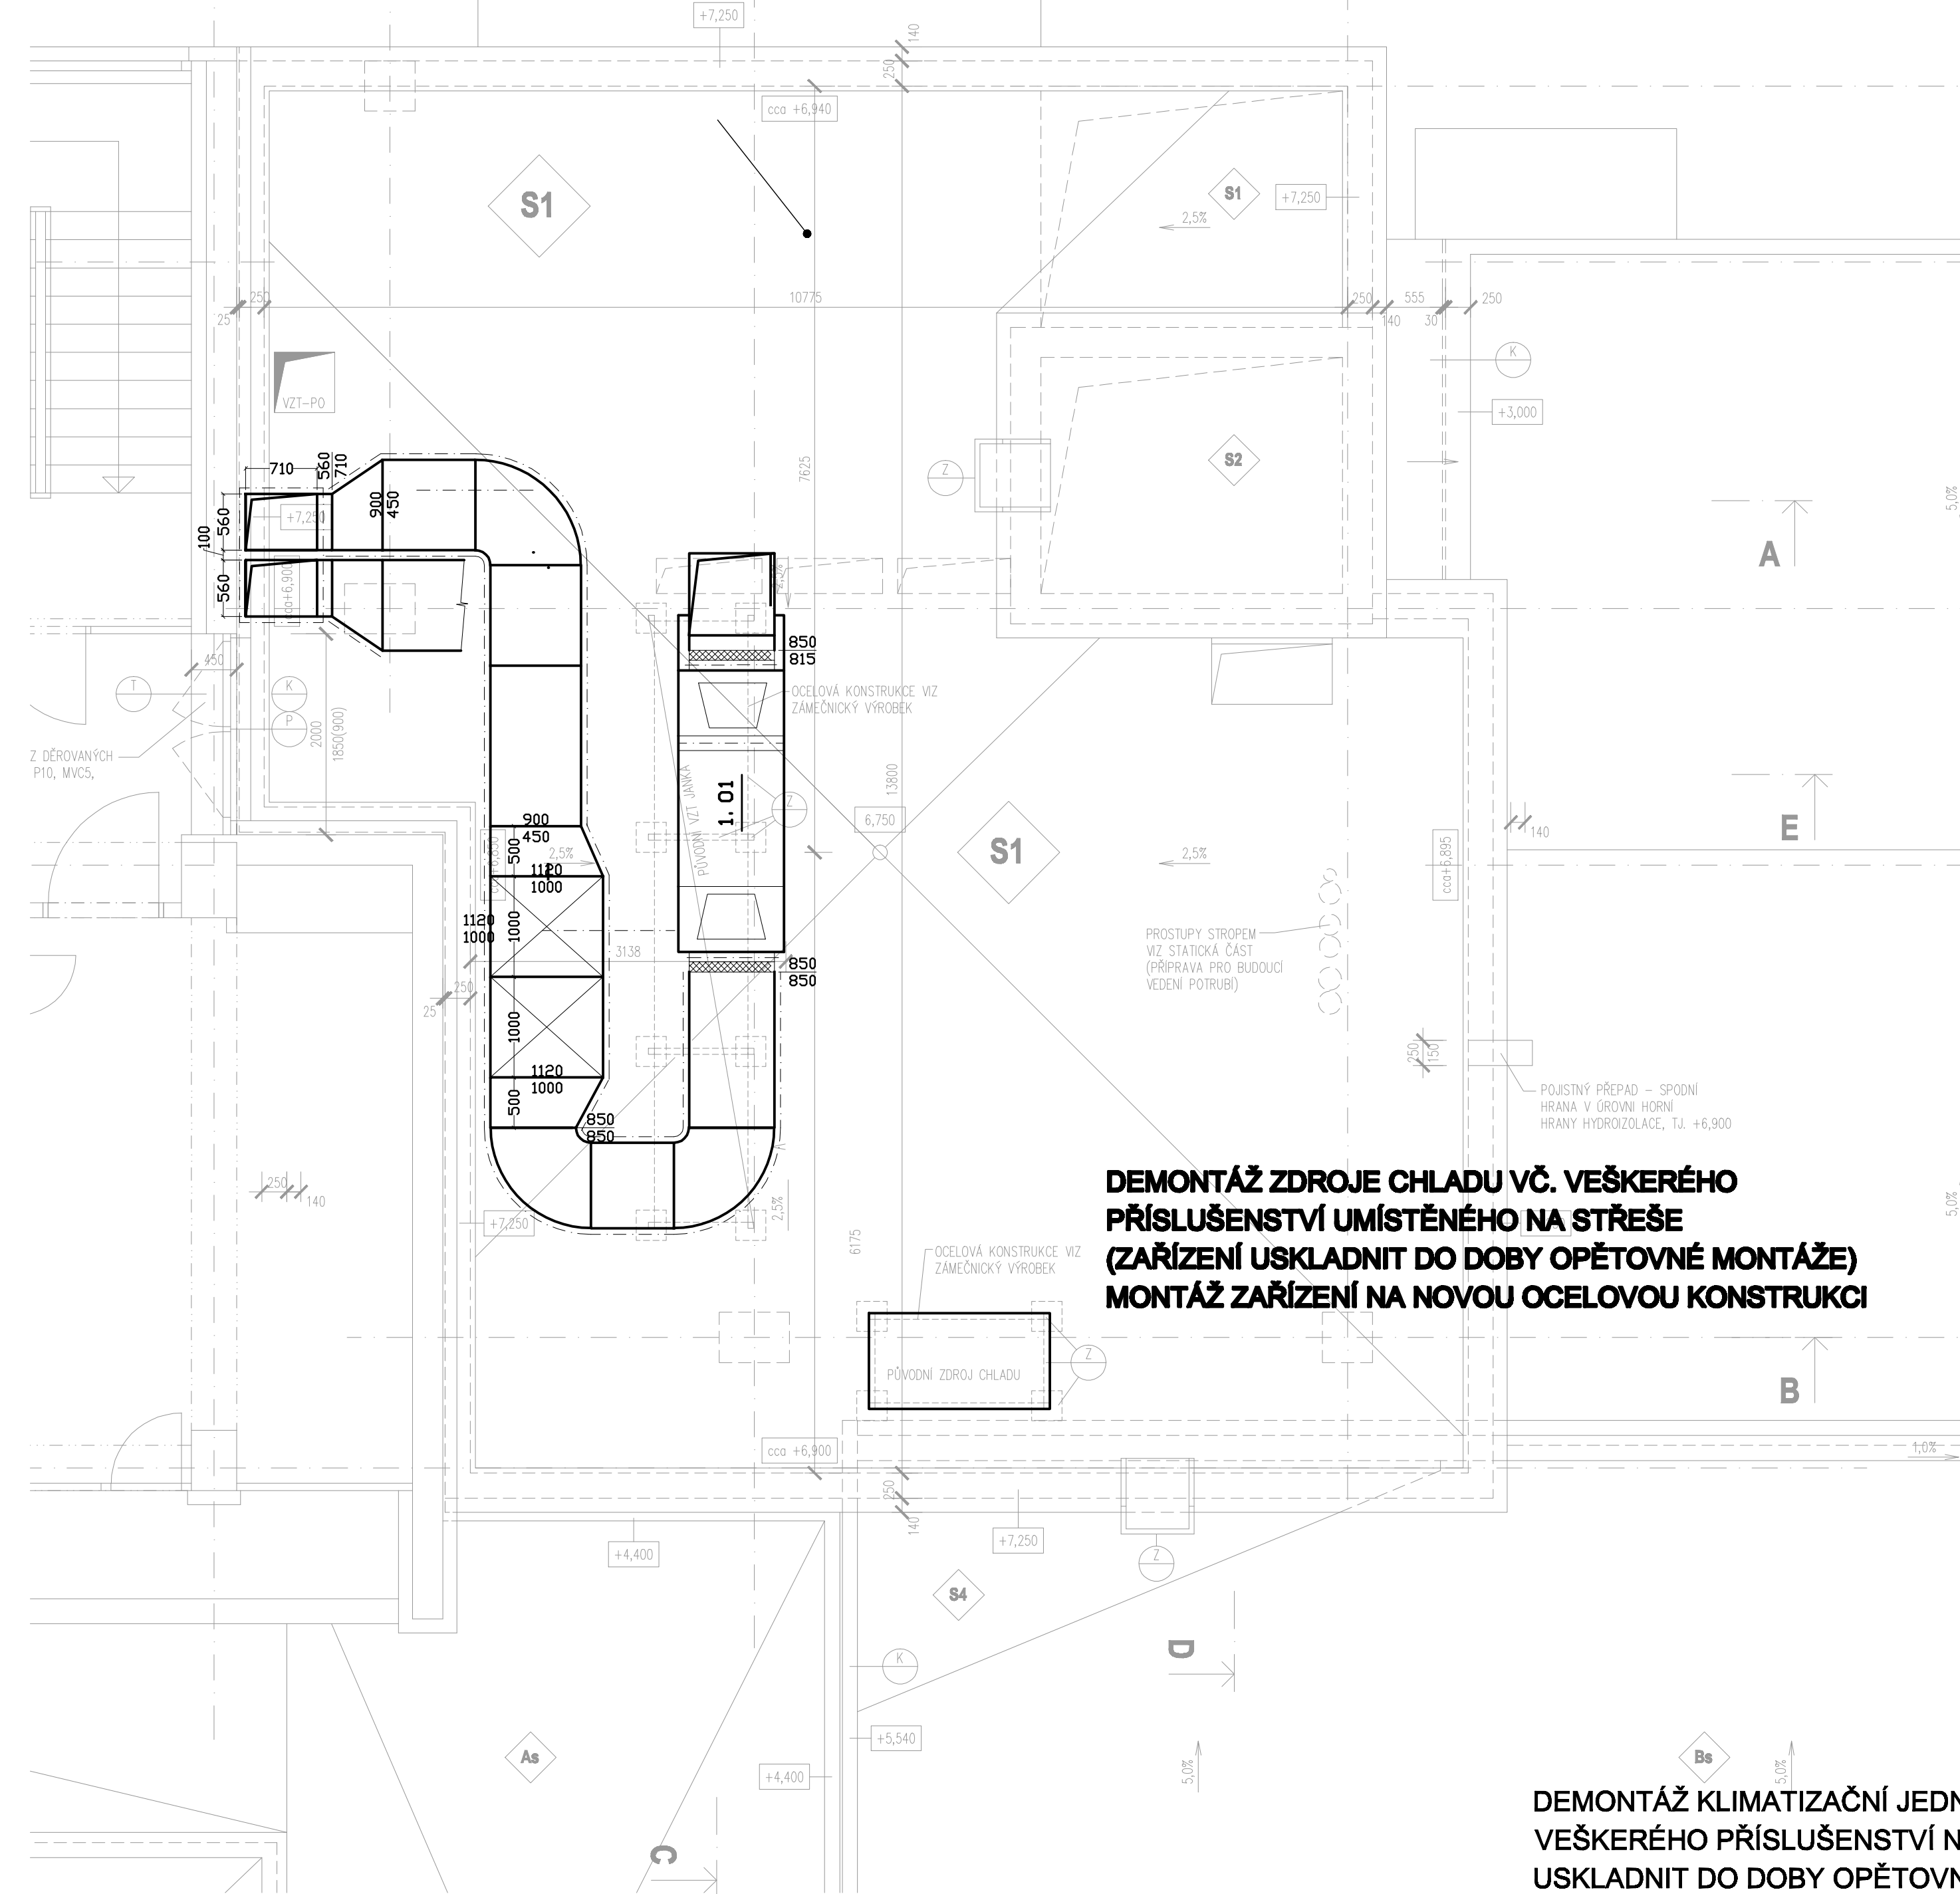 +7,250
140
250
cca +6,940
S1
S1
+7,250
2,5%
250
10775
250
555
250
25
140
30
VZT-PO
K
+3,000
7625
Z
S2
710
560
710
900
450
560
100
560
+7,250
cca+6,900
5,0%
A
850
815
450
T
K
P
2000
1850(900)
OCELOVÁ KONSTRUKCE VIZ
ZÁMEČNICKÝ VÝROBEK
Z DĚROVANÝCH
P10, MVC5,
PŮVODNÍ VZT JANKA
1.01
Z
13800
6,750
S1
2,5%
cca+6,895
140
E
900
450
500
2,5%
1120
1000
1120
1000
1000
3138
850
850
PROSTUPY STROPEM
VIZ STATICKÁ ČÁST
(PŘÍPRAVA PRO BUDOUCÍ
VEDENÍ POTRUBÍ)
250
25
1000
1120
1000
500
850
850
250
150
POJISTNÝ PŘEPAD – SPODNÍ
HRANA V ÚROVNI HORNÍ
HRANY HYDROIZOLACE, TJ. +6,900
250
140
+7,250
2,5%
6175
5,0%
DEMONTÁŽ ZDROJE CHLADU VČ. VEŠKERÉHO
PŘÍSLUŠENSTVÍ UMÍSTĚNÉHO NA STŘEŠE
(ZAŘÍZENÍ USKLADNIT DO DOBY OPĚTOVNÉ MONTÁŽE)
MONTÁŽ ZAŘÍZENÍ NA NOVOU OCELOVOU KONSTRUKCI
OCELOVÁ KONSTRUKCE VIZ
ZÁMEČNICKÝ VÝROBEK
Z
PŮVODNÍ ZDROJ CHLADU
B
cca +6,900
1,0%
250
140
+7,250
+4,400
Z
S4
D
K
+5,540
As
+4,400
5,0%
Bs
5,0%
C
DEMONTÁŽ KLIMATIZAČNÍ JEDN
VEŠKERÉHO PŘÍSLUŠENSTVÍ N
USKLADNIT DO DOBY OPĚTOVN